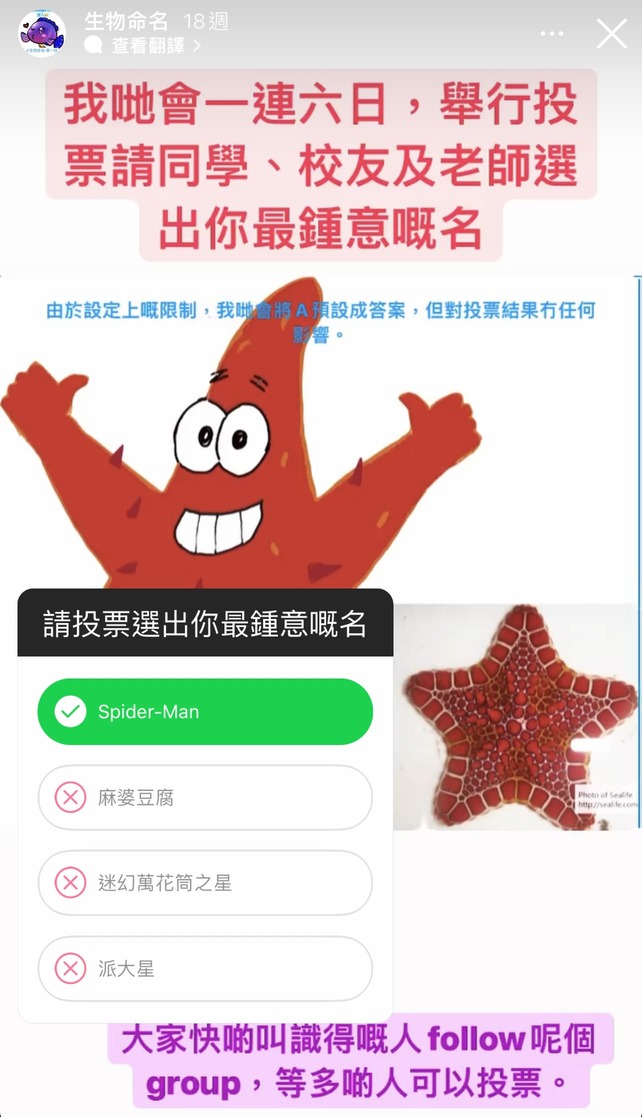 生物命名 18週
查看翻譯
我哋會一連六日，舉行投
票請同學、校友及老師選
出你最鍾意嘅名
由於設定上嘅限制，我哋會將A預設成答案，但對投票結果冇任何
影響。
請投票選出你最鍾意嘅名
Spider-Man
麻婆豆腐
迷幻萬花筒之星
派大星
Photo of Sealife
http://sealife.com
大家快啲叫識得嘅人follow呢個
group，等多啲人可以投票。